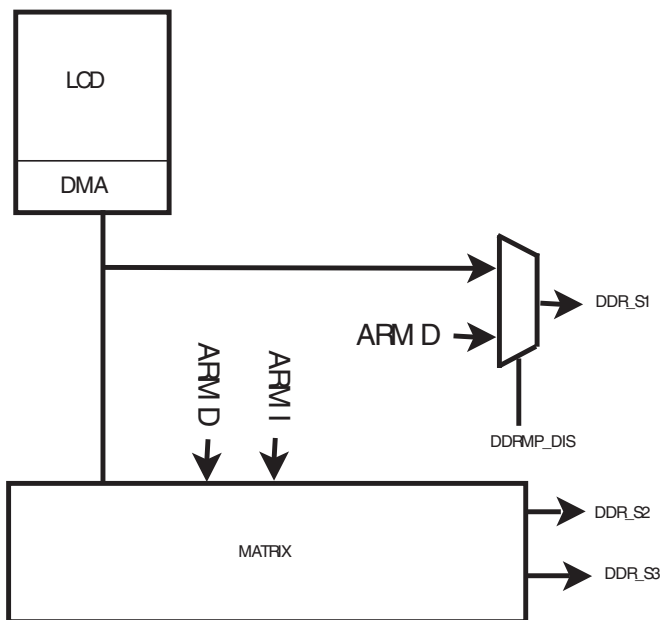 LCD
DMA
DDR_S1
ARM D
ARM D
ARM I
DDRMP_DIS
DDR_S2
MATRIX
DDR_S3